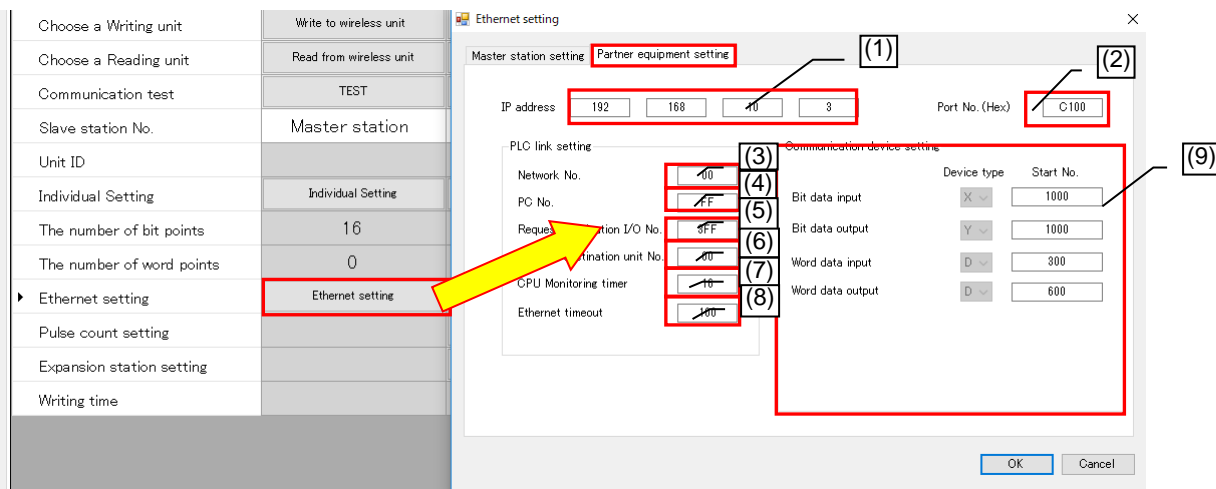 Choose a Writing unit
Write to wireless unit
Choose a Reading unit
Read from wireless unit
Communication test
TEST
Slave station No.
Master station
Unit ID
Individual Setting
Individual Setting
The number of bit points
16
The number of word points
0
Ethernet setting
Ethernet setting
Pulse count setting
Expansion station setting
Writing time
Ethernet setting
Master station setting
Partner equipment setting
(1)
(2)
IP address 192 168 10 3
Port No.(Hex) C100
PLC link setting
Network No. 00
(3)
PC No. FF
(4)
I/O No. 3FF
(5)
unit No. 00
(6)
CPU Monitoring timer 10
(7)
Ethernet timeout 100
(8)
Communication device setting
(9)
Device type Start No.
Bit data input X 1000
Bit data output Y 1000
Word data input D 300
Word data output D 600
OK
Cancel